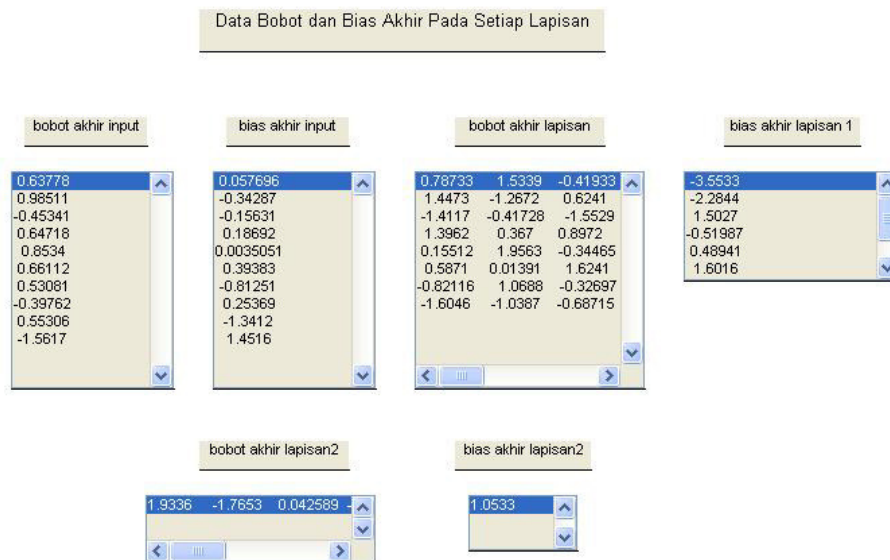 Data Bobot dan Bias Akhir Pada Setiap Lapisan
bobot akhir input
0.63778
0.98511
-0.45341
0.64718
0.8534
0.66112
0.53081
-0.39762
0.55306
-1.5617
bias akhir input
0.057696
-0.34287
-0.15631
0.18692
0.0035051
0.39383
-0.81251
0.25369
-1.3412
1.4516
bobot akhir lapisan
0.78733 1.5339 -0.41933
1.4473 -1.2672 0.6241
-1.4117 -0.41728 -1.5529
1.3962 0.367 0.8972
0.15512 1.9563 -0.34465
0.5871 0.01391 1.6241
-0.82116 1.0688 -0.32697
-1.6046 -1.0387 -0.68715
bias akhir lapisan 1
-3.5533
-2.2844
1.5027
-0.51987
0.48941
1.6016
bobot akhir lapisan2
1.9336 -1.7653 0.042589 -
bias akhir lapisan2
1.0533